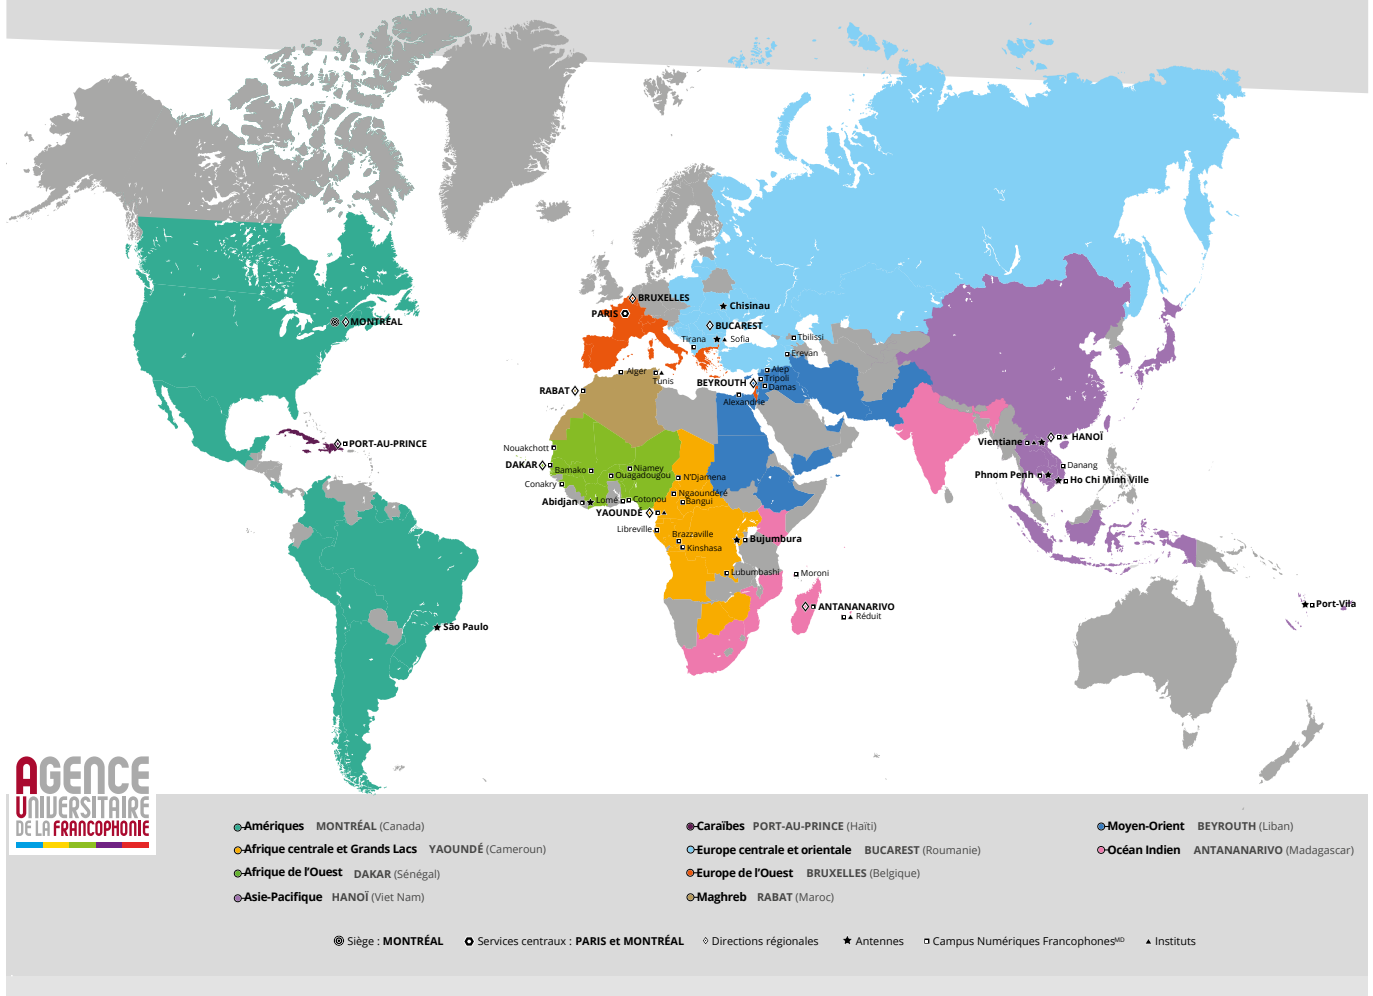 Chisinau
BRUXELLES
PARIS
BUCAREST
MONTRÉAL
Tirana
Sofia
Tbilissi
Erevan
Alger
Tunis
Alep
Tripoli
Damas
BEYROUTH
RABAT
Alexandrie
PORT-AU-PRINCE
Nouakchott
HANOÏ
Vientiane
DAKAR
Bamako
Niamey
Ouagadougou
N'Djamena
Danang
Phnom Penh
Ho Chi Minh Ville
Conakry
Ngaoundéré
Abidjan
Lomé
Cotonou
Bangui
YAOUNDÉ
Libreville
Brazzaville
Kinshasa
Bujumbura
Lubumbashi
Moroni
ANTANANARIVO
Réduit
Port-Vila
São Paulo
AGENCE
UNIVERSITAIRE
DE LA FRANCOPHONIE
Amériques MONTRÉAL (Canada)
Afrique centrale et Grands Lacs YAOUNDÉ (Cameroun)
Afrique de l'Ouest DAKAR (Sénégal)
Asie-Pacifique HANOÏ (Viet Nam)
Caraïbes PORT-AU-PRINCE (Haïti)
Europe centrale et orientale BUCAREST (Roumanie)
Europe de l'Ouest BRUXELLES (Belgique)
Maghreb RABAT (Maroc)
Moyen-Orient BEYROUTH (Liban)
Océan Indien ANTANANARIVO (Madagascar)
Siège : MONTRÉAL Services centraux : PARIS et MONTRÉAL Directions régionales Antennes Campus Numériques Francophones MD Instituts